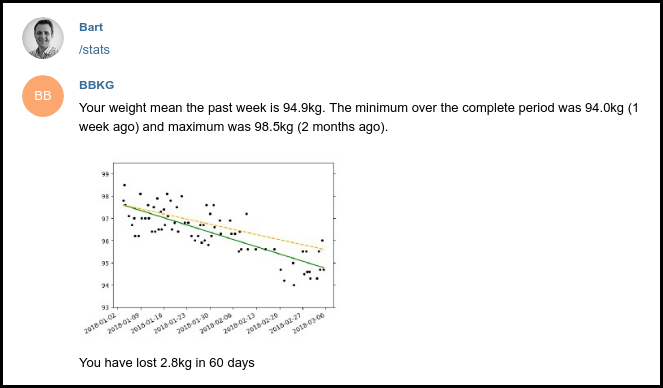 Bart
/stats
BB
BBKG
Your weight mean the past week is 94.9kg. The minimum over the complete period was 94.0kg (1
week ago) and maximum was 98.5kg (2 months ago).
99
98
97
96
95
94
93
2018-01-02 2018-01-09 2018-01-16 2018-01-23 2018-01-30 2018-02-06 2018-02-13 2018-02-20 2018-02-27 2018-03-06
You have lost 2.8kg in 60 days